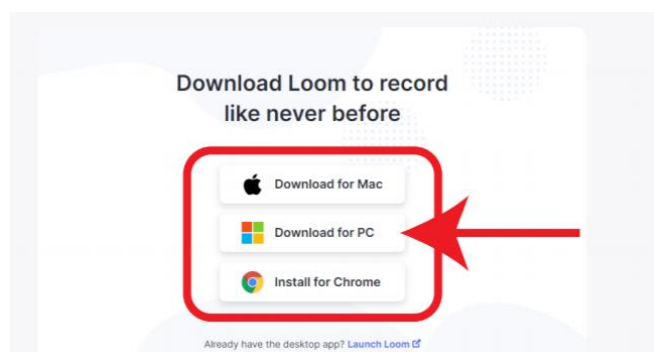 Download Loom to record
like never before
Download for Mac
Download for PC
Install for Chrome
Already have the desktop app? Launch Loom